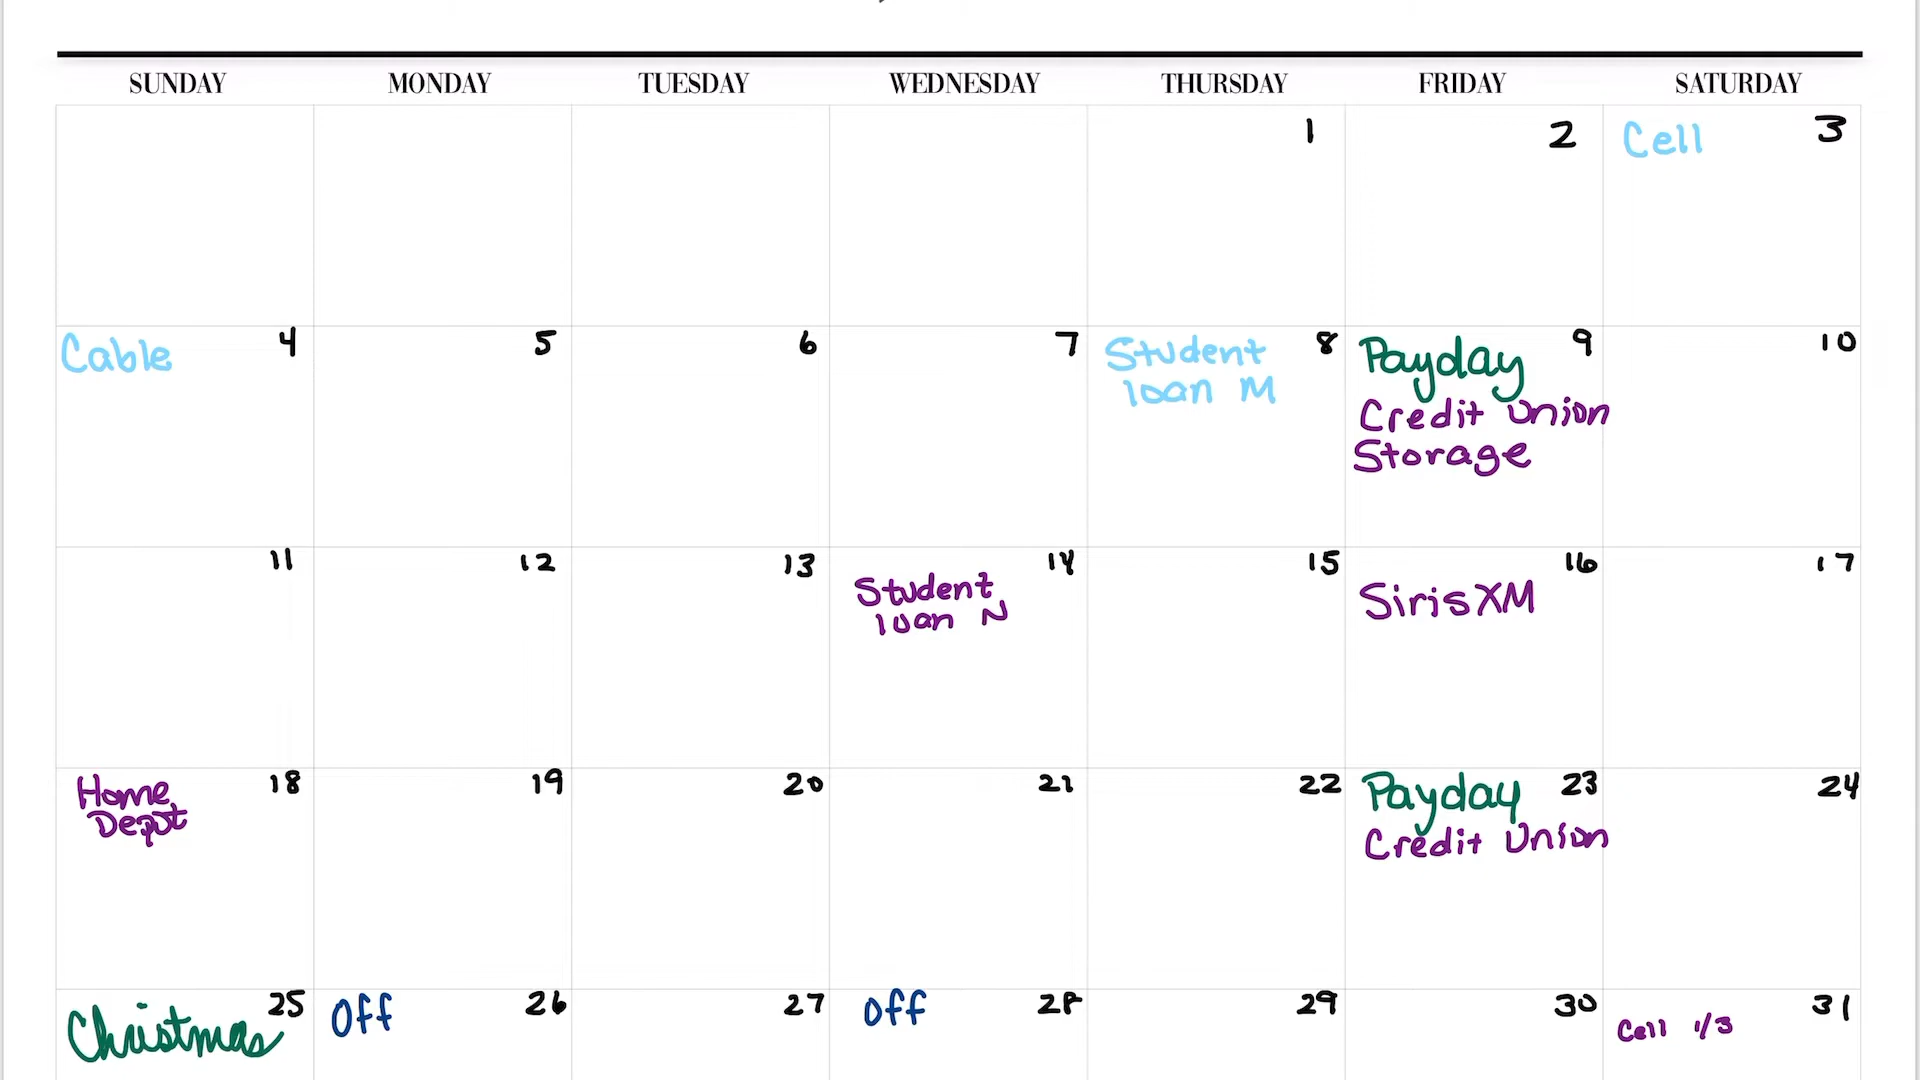 SUNDAY MONDAY TUESDAY WEDNESDAY THURSDAY FRIDAY SATURDAY
1
2
Cell 3
Cable 4
5
6
7
Student 8
loan M
Payday 9
Credit Union
Storage
10
11
12
13
14
Student
loan N
15
16
SirisXM
17
Home 18
Depot
19
20
21
22
Payday 23
Credit Union
24
25
Christmas
Off 26
27
Off 28
29
30
31
Cell 1/3